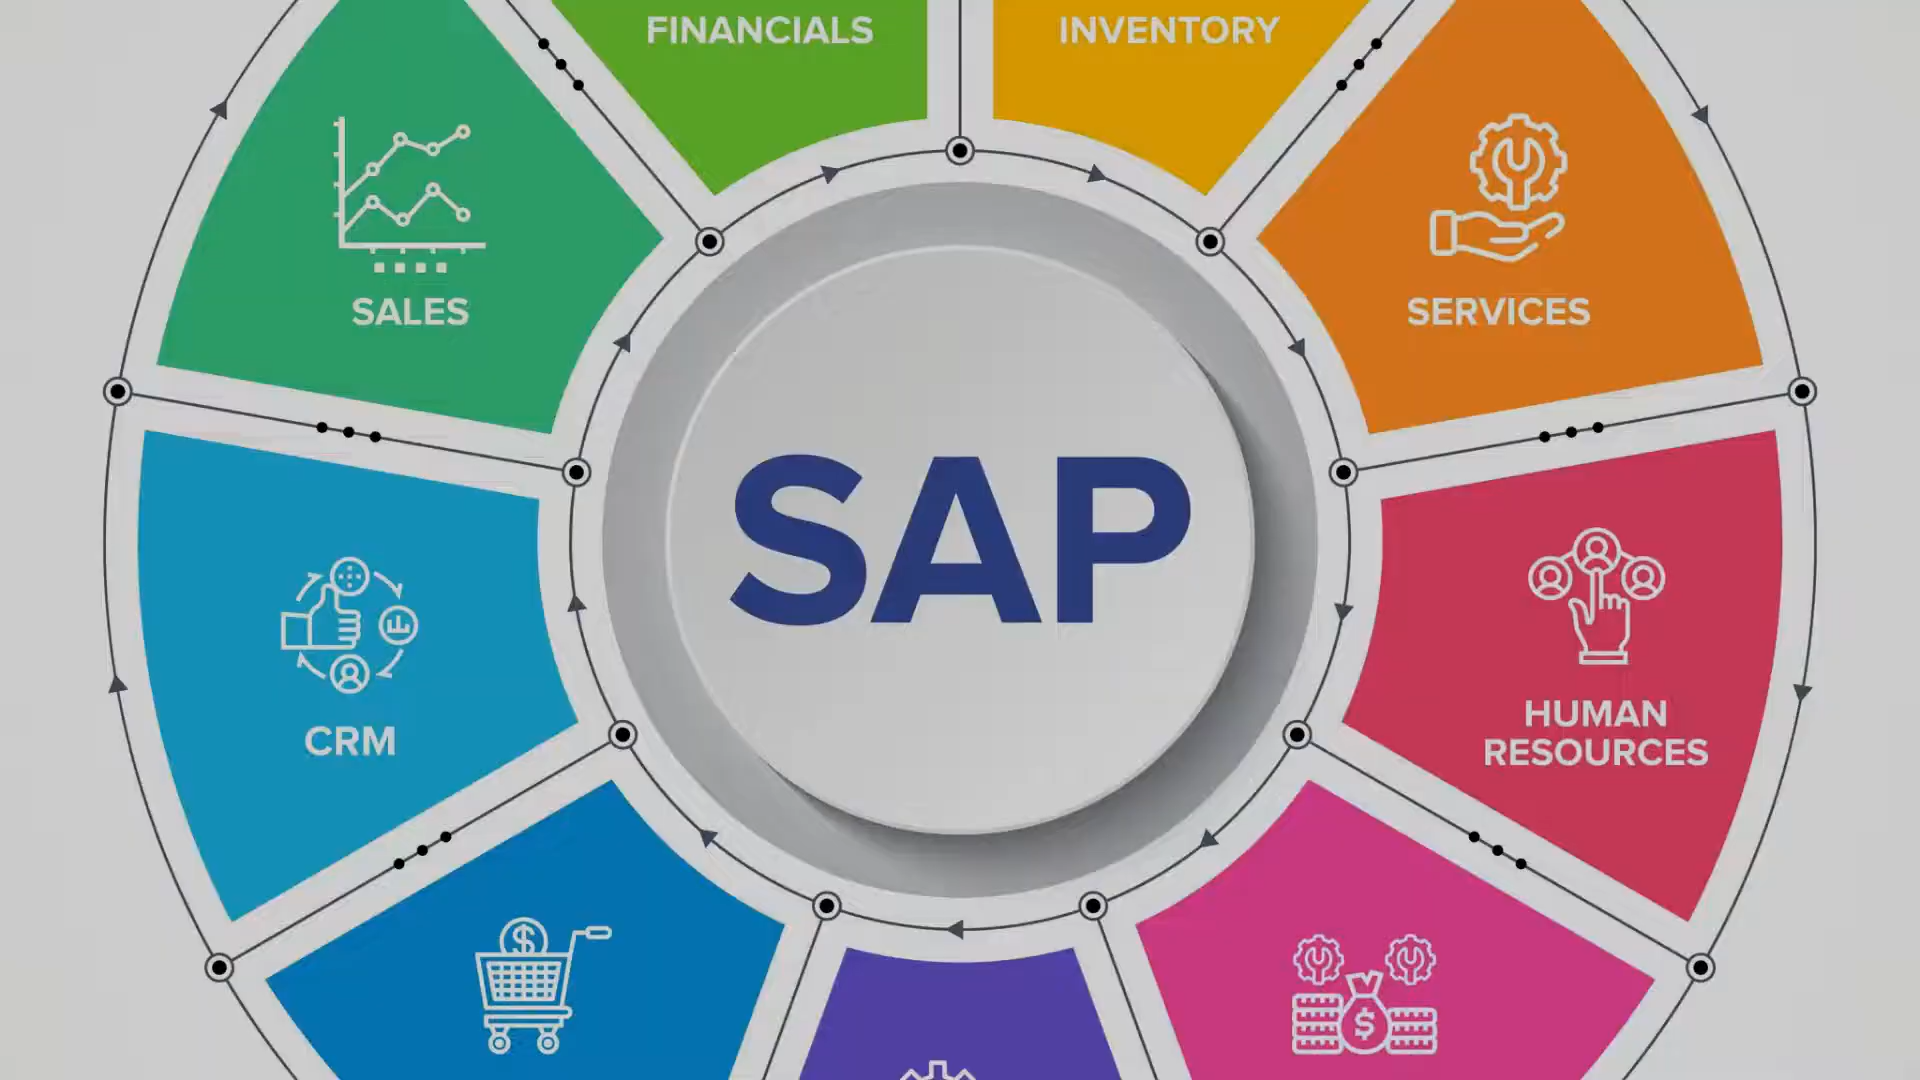 FINANCIALS
INVENTORY
SALES
SERVICES
SAP
CRM
HUMAN
RESOURCES